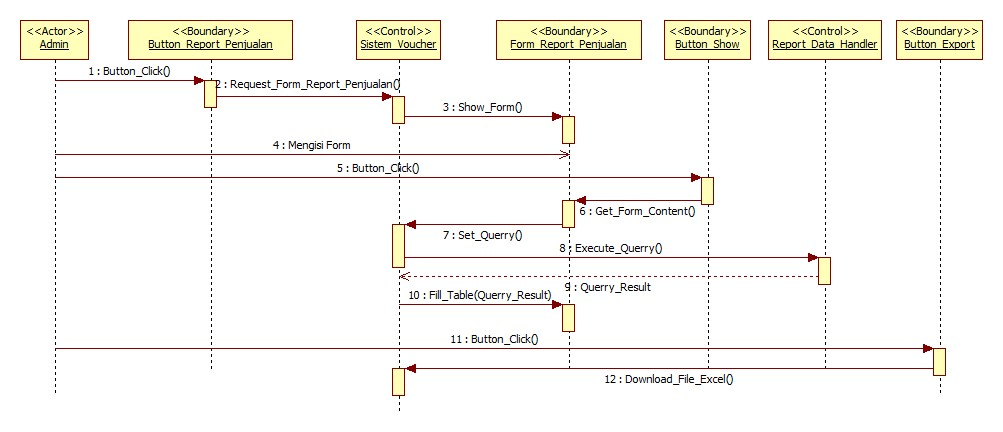 <<Actor>>
Admin
<<Boundary>>
Button_Report_Penjualan
<<Control>>
Sistem_Voucher
<<Boundary>>
Form_Report_Penjualan
<<Boundary>>
Button_Show
<<Control>>
Report_Data_Handler
<<Boundary>>
Button_Export
1 : Button_Click()
2 : Request_Form_Report_Penjualan()
3 : Show_Form()
4 : Mengisi Form
5 : Button_Click()
6 : Get_Form_Content()
7 : Set_Querry()
8 : Execute_Querry()
9 : Querry_Result
10 : Fill_Table(Querry_Result)
11 : Button_Click()
12 : Download_File_Excel()